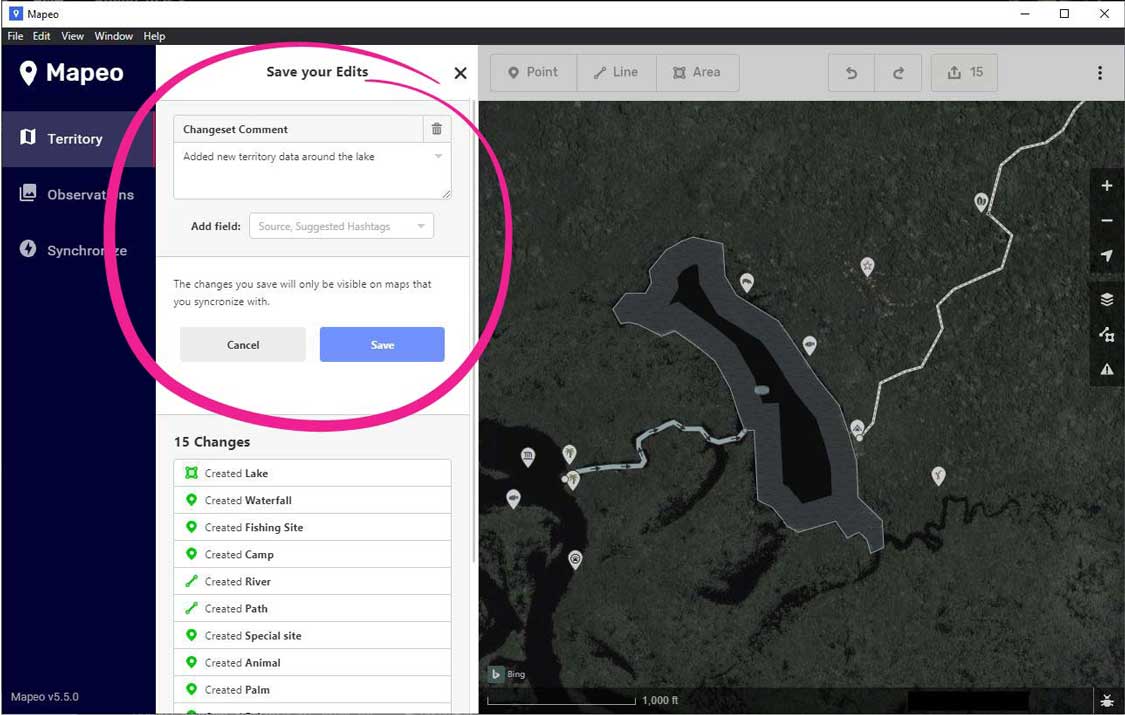 Mapeo
File Edit View Window Help
Mapeo
Territory
Observations
Synchronize
Mapeo v5.5.0
Save your Edits
Changeset Comment
Added new territory data around the lake
Add field: Source, Suggested Hashtags
The changes you save will only be visible on maps that
you syncronize with.
Cancel Save
15 Changes
Created Lake
Created Waterfall
Created Fishing Site
Created Camp
Created River
Created Path
Created Special site
Created Animal
Created Palm
Point Line Area 15
b Bing
1,000 ft